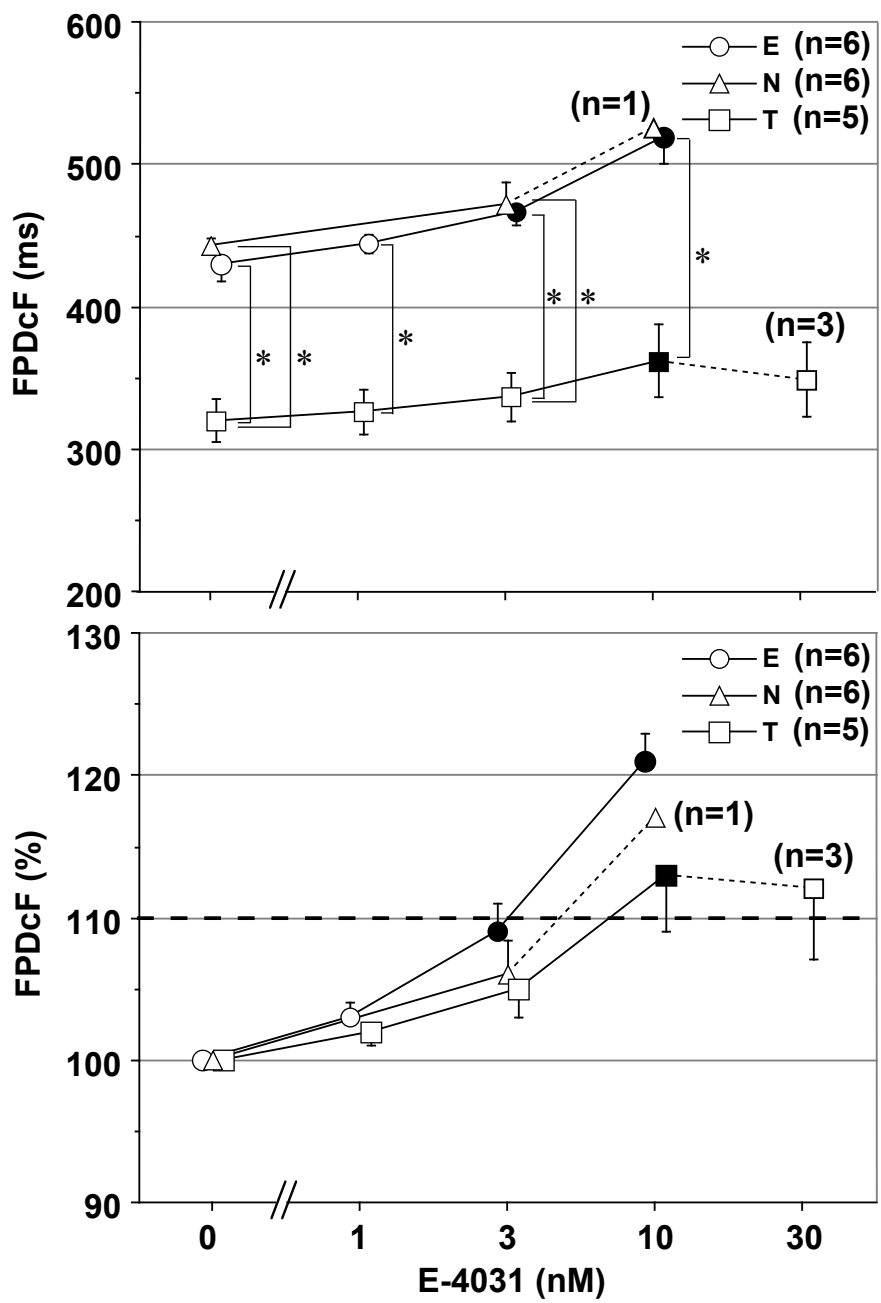 600
500
400
300
200
FPDcF (ms)
E (n=6)
N (n=6)
T (n=5)
(n=1)
(n=3)
*
*
*
*
*
*
130
120
110
100
90
FPDcF (%)
E (n=6)
N (n=6)
T (n=5)
(n=1)
(n=3)
0 1 3 10 30
E-4031 (nM)